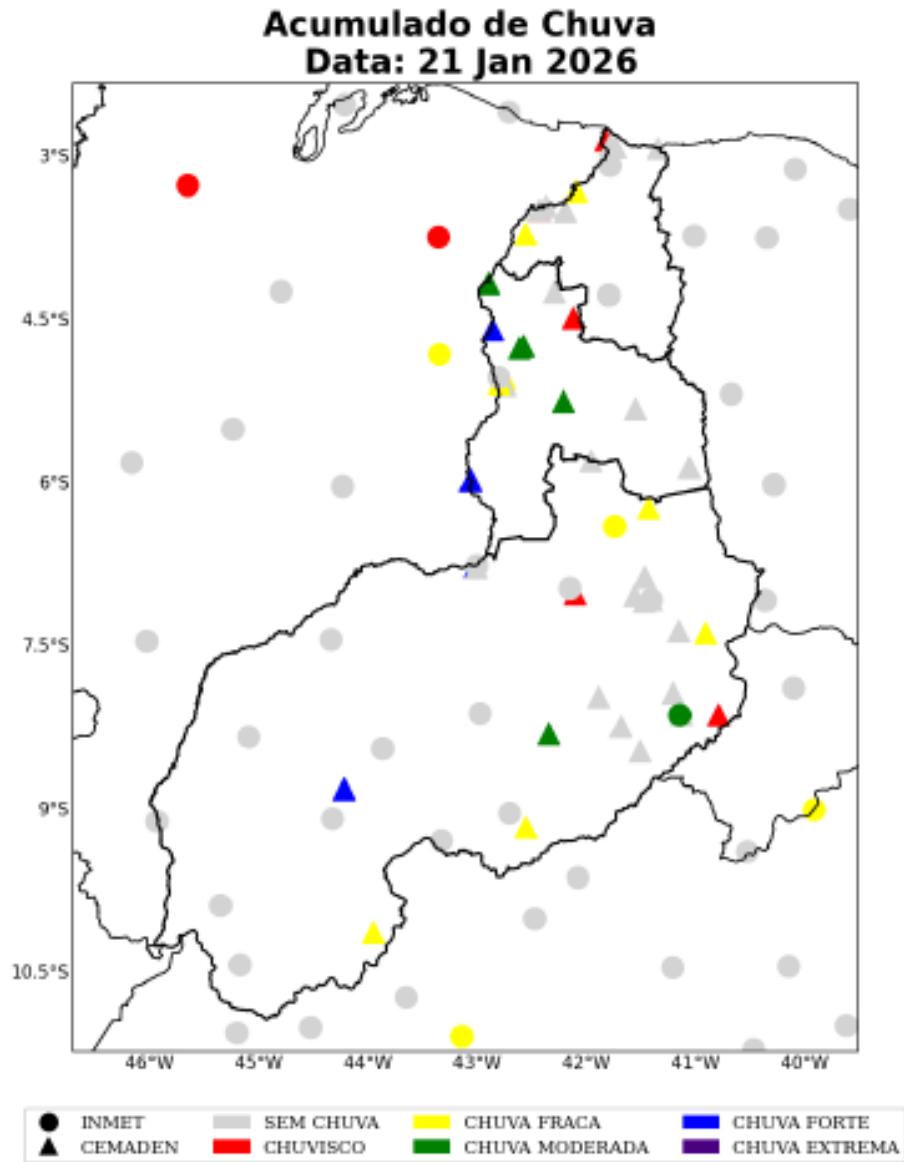 Acumulado de Chuva
Data: 21 Jan 2026
3°S
4.5°S
6°S
7.5°S
9°S
10.5°S
46°W 45°W 44°W 43°W 42°W 41°W 40°W
INMET SEM CHUVA CHUVA FRACA CHUVA FORTE
CEMADEN CHUVISCO CHUVA MODERADA CHUVA EXTREMA